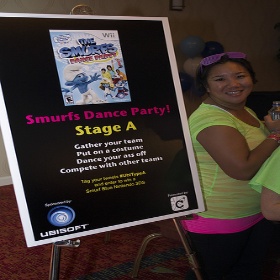 Wii
THE
SMURFS
DANCE PARTY
Smurfs Dance Party!
Stage A
Gather your team
Put on a costume
Dance your ass off
Compete with other teams
Sponsored by:
UBISOFT